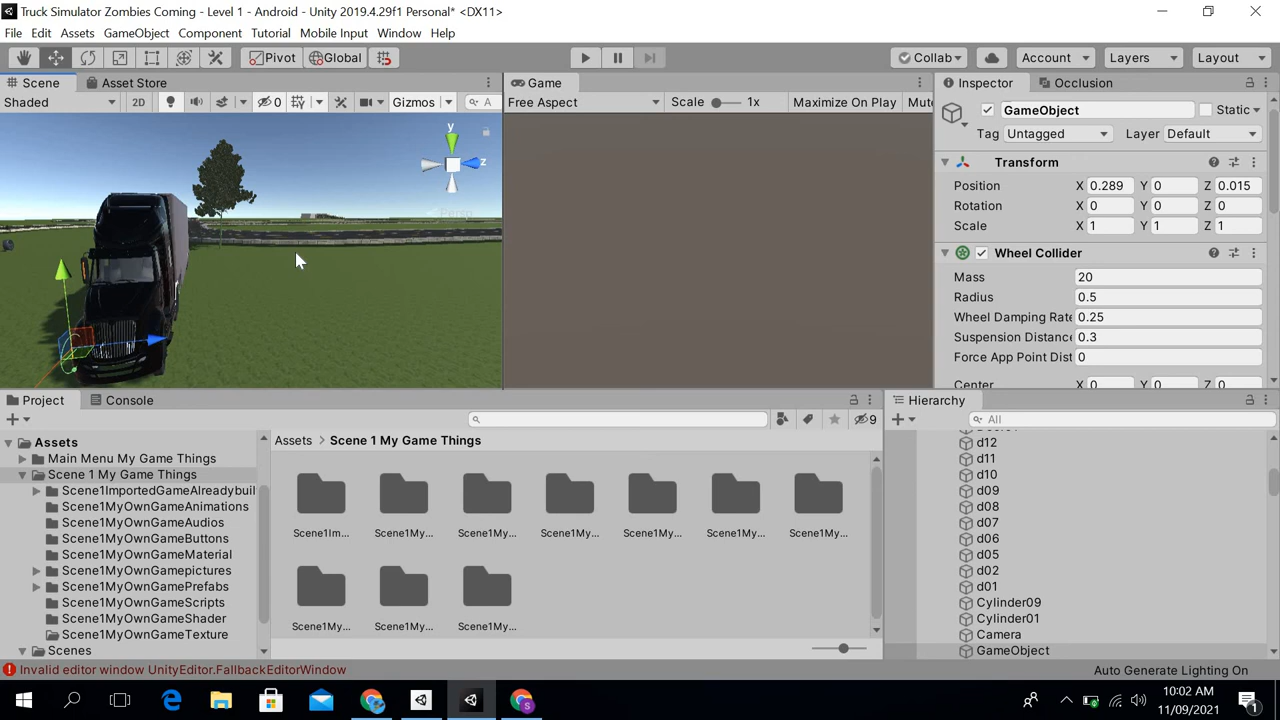 Truck Simulator Zombies Coming - Level 1 - Android - Unity 2019.4.29f1 Personal* <DX11>
File Edit Assets GameObject Component Tutorial Mobile Input Window Help
Pivot Global Collab Account Layers Layout
Scene Asset Store Game Inspector Occlusion
Shaded 2D 0 Gizmos A Free Aspect Scale 1x Maximize On Play Mute
GameObject Static
Tag Untagged Layer Default
y
z
Persp
Transform
Position X 0.289 Y 0 Z 0.015
Rotation X 0 Y 0 Z 0
Scale X 1 Y 1 Z 1
Wheel Collider
Mass 20
Radius 0.5
Wheel Damping Rate 0.25
Suspension Distance 0.3
Force App Point Dist 0
Center X 0 Y 0 Z 0
Project Console
9
Assets
Main Menu My Game Things
Scene 1 My Game Things
Scene1ImportedGameAlreadybuil
Scene1MyOwnGameAnimations
Scene1MyOwnGameAudios
Scene1MyOwnGameButtons
Scene1MyOwnGameMaterial
Scene1MyOwnGamepictures
Scene1MyOwnGamePrefabs
Scene1MyOwnGameScripts
Scene1MyOwnGameShader
Scene1MyOwnGameTexture
Scenes
Assets > Scene 1 My Game Things
Scene1Im... Scene1My... Scene1My... Scene1My... Scene1My... Scene1My... Scene1My...
Scene1My... Scene1My... Scene1My...
Hierarchy
All
d12
d11
d10
d09
d08
d07
d06
d05
d02
d01
Cylinder09
Cylinder01
Camera
GameObject
Invalid editor window UnityEditor.FallbackEditorWindow
Auto Generate Lighting On
10:02 AM
11/09/2021
1